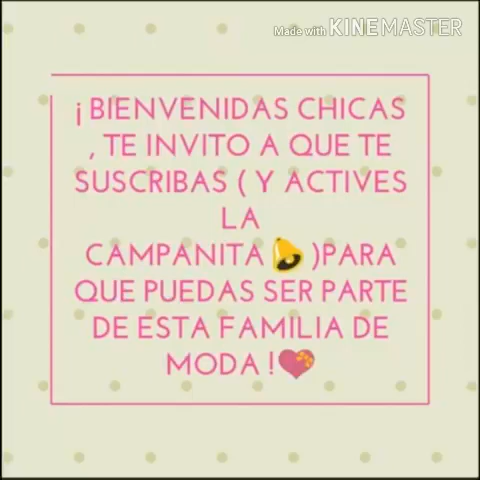 Made with KINEMASTER
¡ BIENVENIDAS CHICAS
, TE INVITO A QUE TE
SUSCRIBAS ( Y ACTIVES
LA
CAMPANITA🔔 )PARA
QUE PUEDAS SER PARTE
DE ESTA FAMILIA DE
MODA !💝